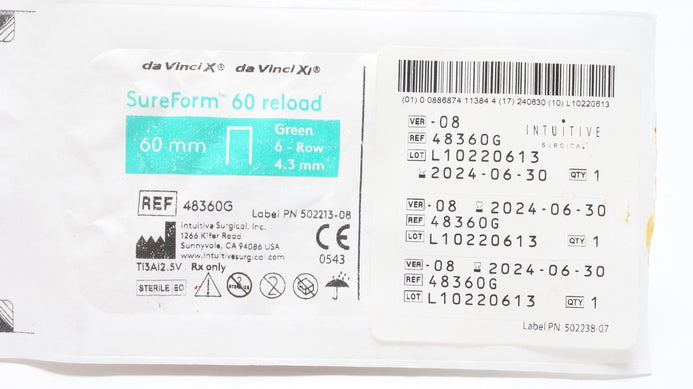 da Vinci X® da Vinci Xi®
SureForm™ 60 reload
60 mm
Green
6 - Row
4.3 mm
REF 48360G
Label PN 502213-08
Intuitive Surgical, Inc.
1266 Kifer Road
Sunnyvale, CA 94086 USA
www.intuitivesurgical.com
CE
0543
Ti3Al2.5V Rx only
STERILE EC
(01) 0 0886874 11384 4 (17) 240630 (10) L10220613
VER - 08
INTUITIVE
SURGICAL
REF 48360G
LOT L10220613
2024-06-30 QTY 1
VER - 08 2024-06-30
REF 48360G
LOT L10220613 QTY 1
VER - 08 2024-06-30
REF 48360G
LOT L10220613 QTY 1
Label PN 502238-07